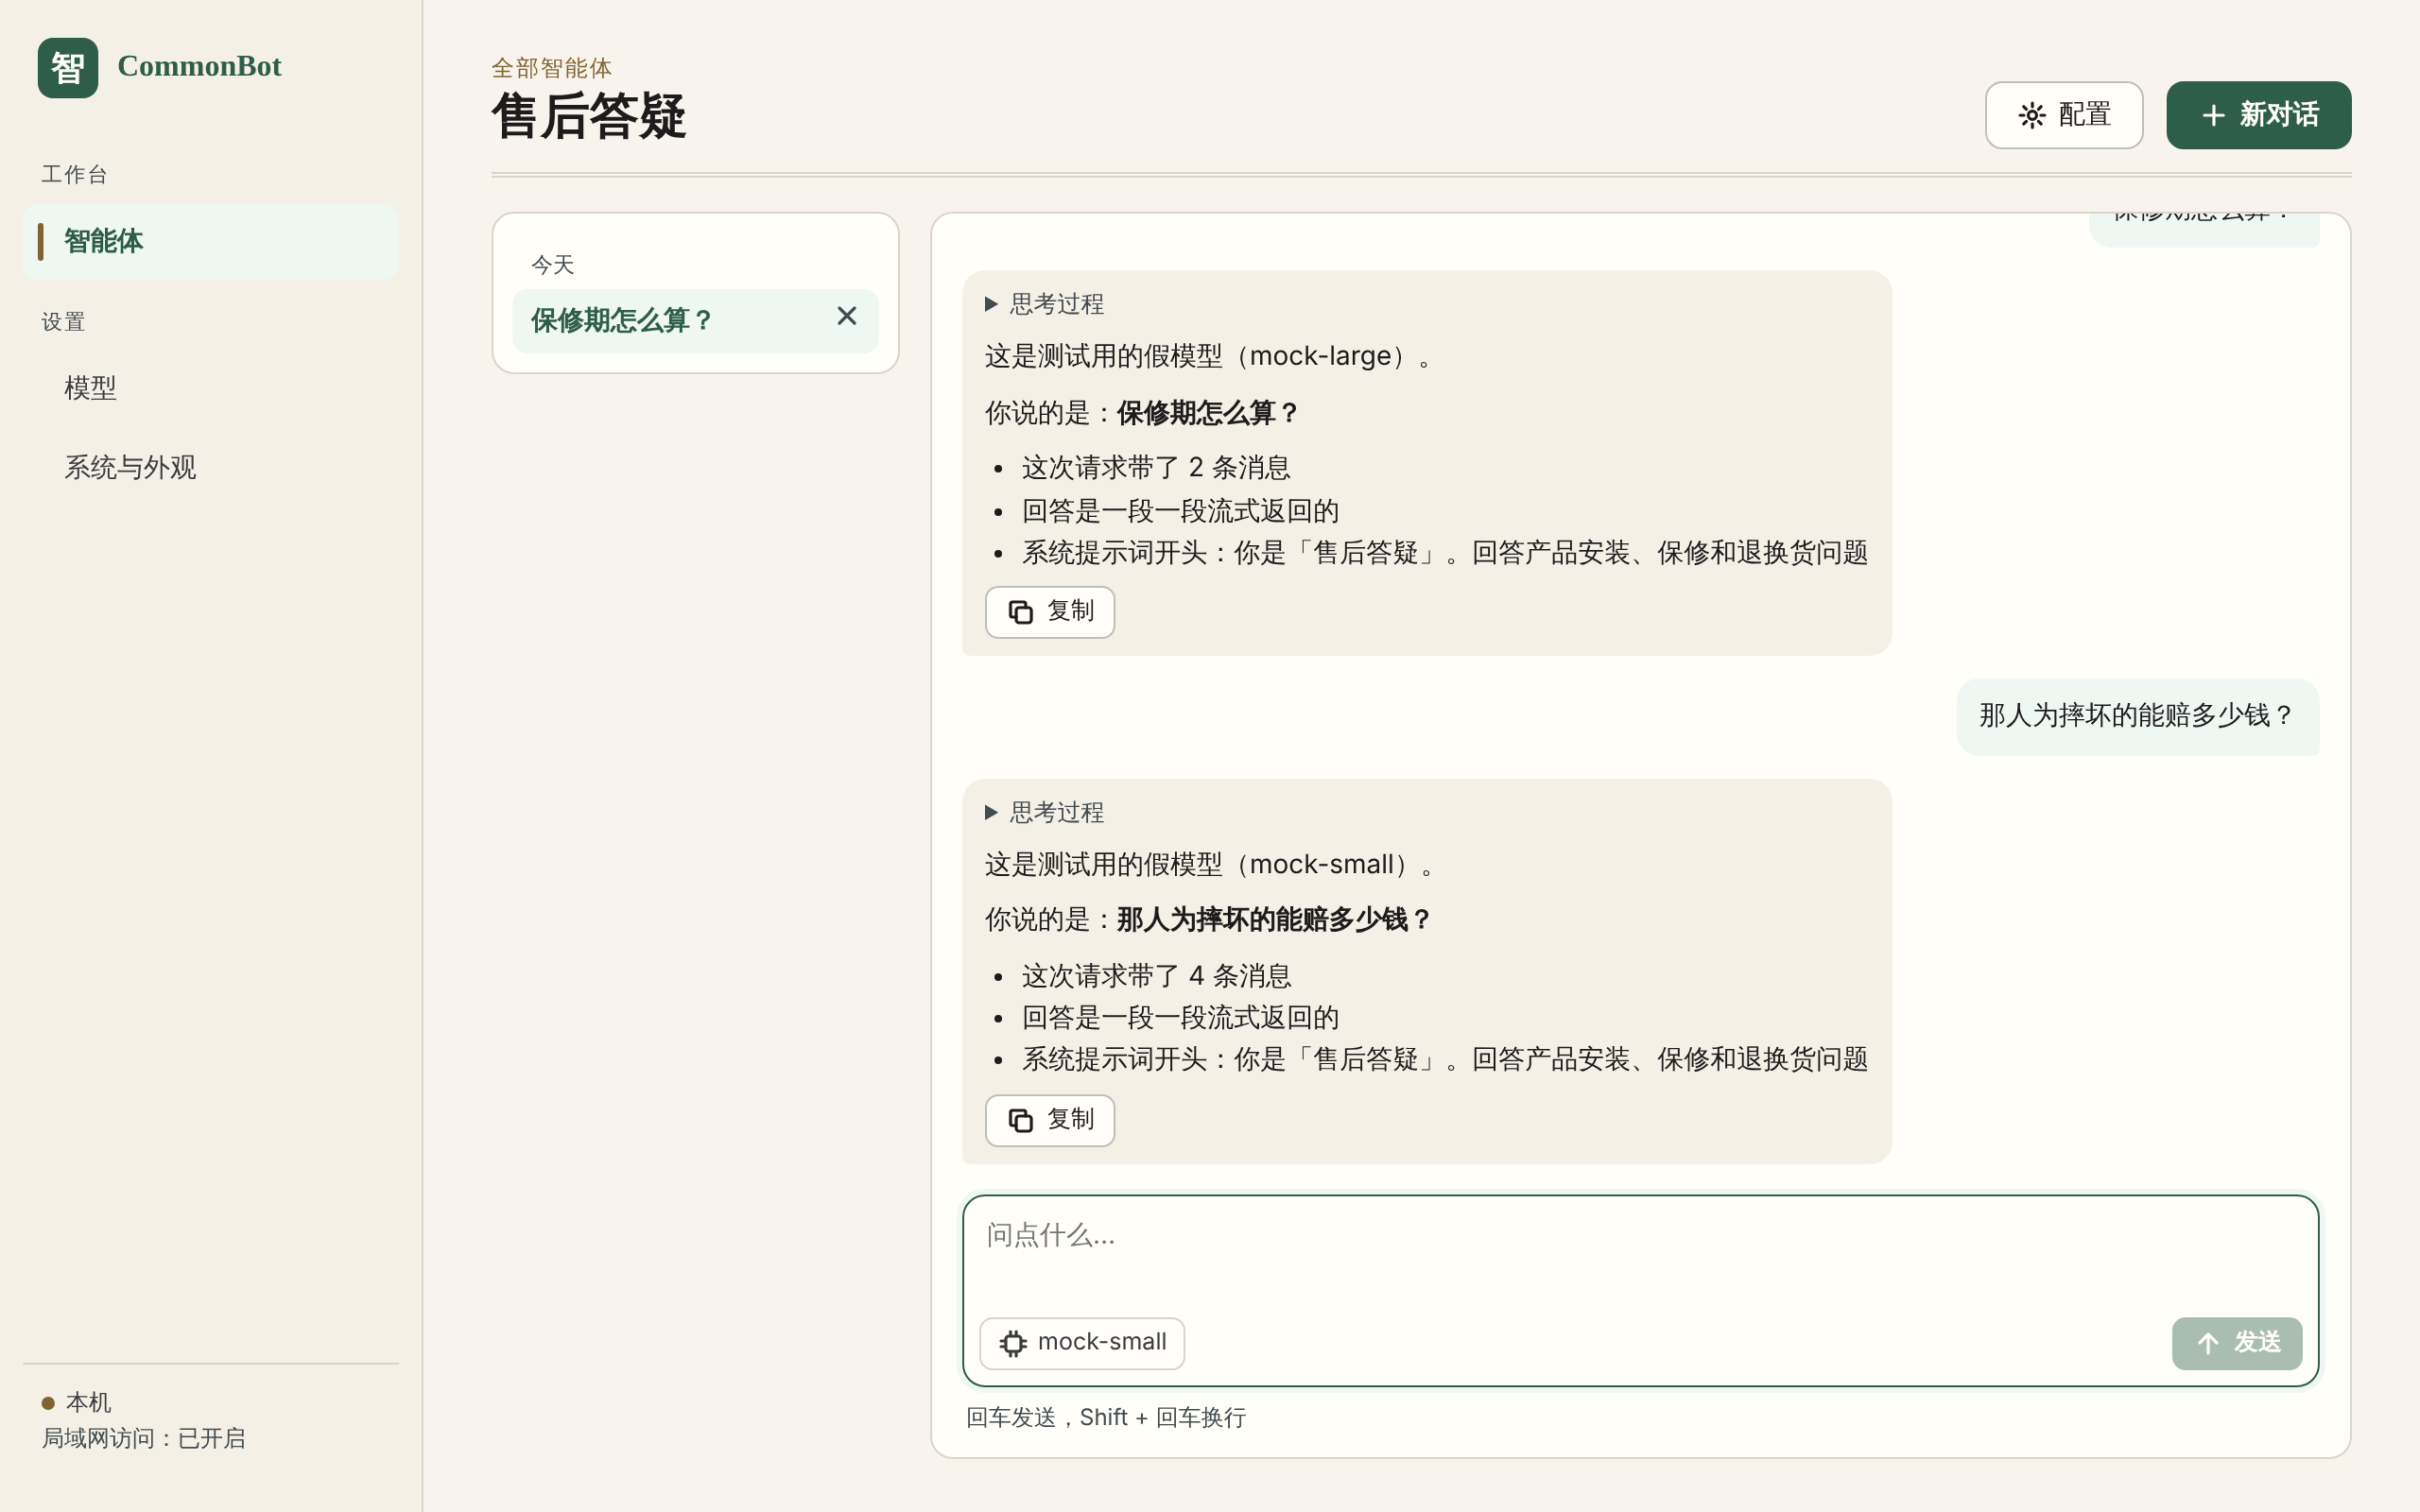 智 CommonBot
工作台
智能体
设置
模型
系统与外观
本机
局域网访问：已开启
全部智能体
售后答疑
配置
新对话
今天
保修期怎么算？
保修期怎么算？
思考过程
这是测试用的假模型（mock-large）。
你说的是：保修期怎么算？
这次请求带了 2 条消息
回答是一段一段流式返回的
系统提示词开头：你是「售后答疑」。回答产品安装、保修和退换货问题
复制
那人为摔坏的能赔多少钱？
思考过程
这是测试用的假模型（mock-small）。
你说的是：那人为摔坏的能赔多少钱？
这次请求带了 4 条消息
回答是一段一段流式返回的
系统提示词开头：你是「售后答疑」。回答产品安装、保修和退换货问题
复制
问点什么...
mock-small
发送
回车发送，Shift + 回车换行